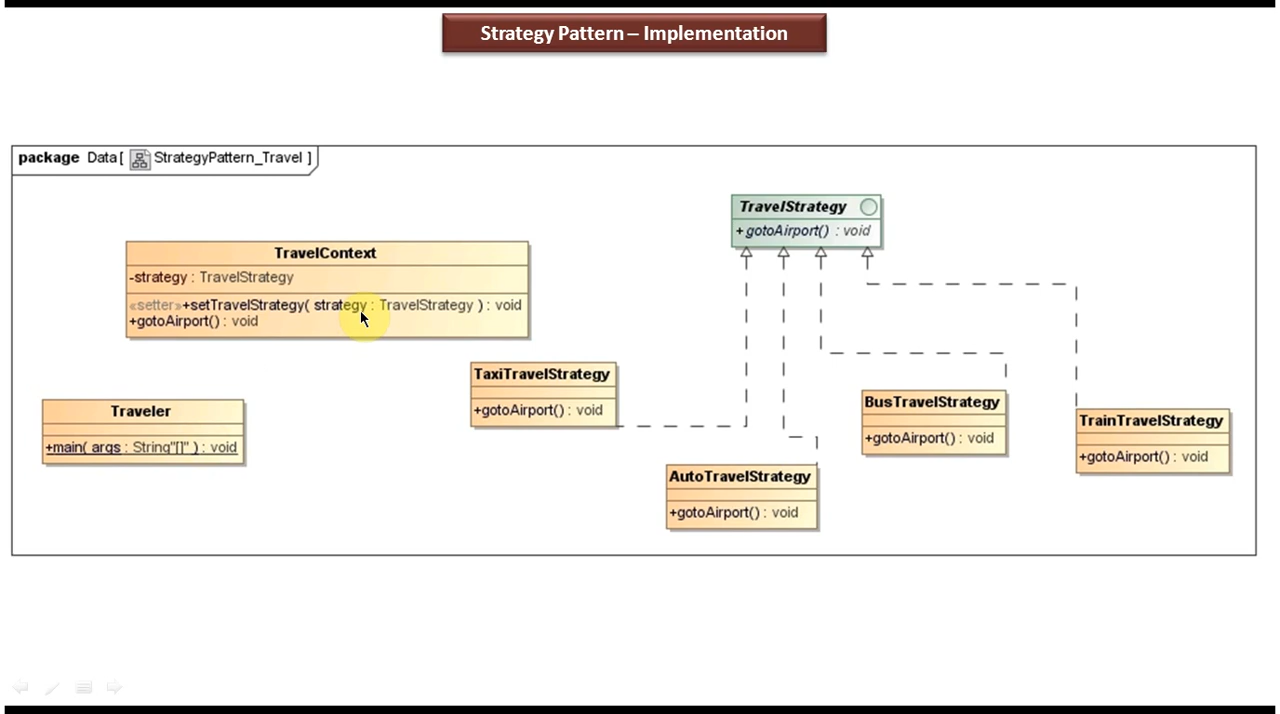 Strategy Pattern – Implementation
package Data[ StrategyPattern_Travel ]
TravelStrategy
+ gotoAirport() : void
TravelContext
-strategy : TravelStrategy
«setter»+setTravelStrategy( strategy : TravelStrategy ) : void
+gotoAirport() : void
TaxiTravelStrategy
+gotoAirport() : void
BusTravelStrategy
+gotoAirport() : void
Traveler
+main( args : String"[]" ) : void
TrainTravelStrategy
+gotoAirport() : void
AutoTravelStrategy
+gotoAirport() : void